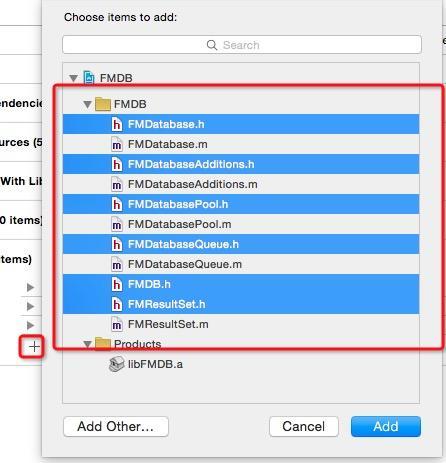 Choose items to add:
Search
FMDB
FMDB
FMDatabase.h
FMDatabase.m
FMDatabaseAdditions.h
FMDatabaseAdditions.m
FMDatabasePool.h
FMDatabasePool.m
FMDatabaseQueue.h
FMDatabaseQueue.m
FMDB.h
FMResultSet.h
FMResultSet.m
Products
libFMDB.a
Add Other...
Cancel
Add
endencies
urces (5
With Lib
0 items)
tems)